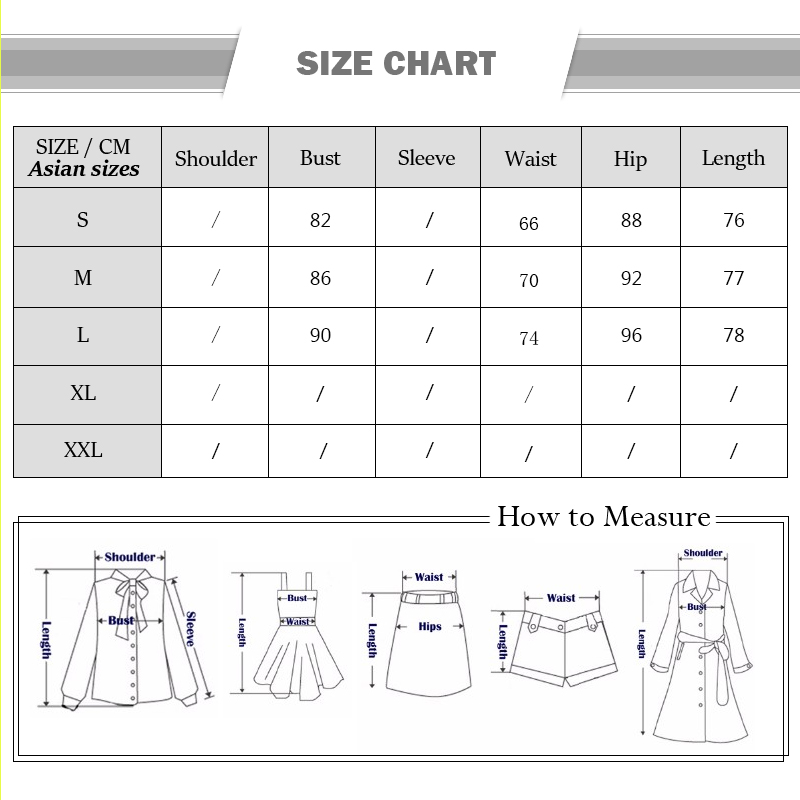 SIZE CHART
SIZE / CM Shoulder Bust Sleeve Waist Hip Length
Asian sizes
S / 82 / 66 88 76
M / 86 / 70 92 77
L / 90 / 74 96 78
XL / / / / / /
XXL / / / / / /
How to Measure
Shoulder
Bust
Length
Sleeve
Bust
Waist
Length
Waist
Hips
Length
Waist
Length
Shoulder
Bust
Length